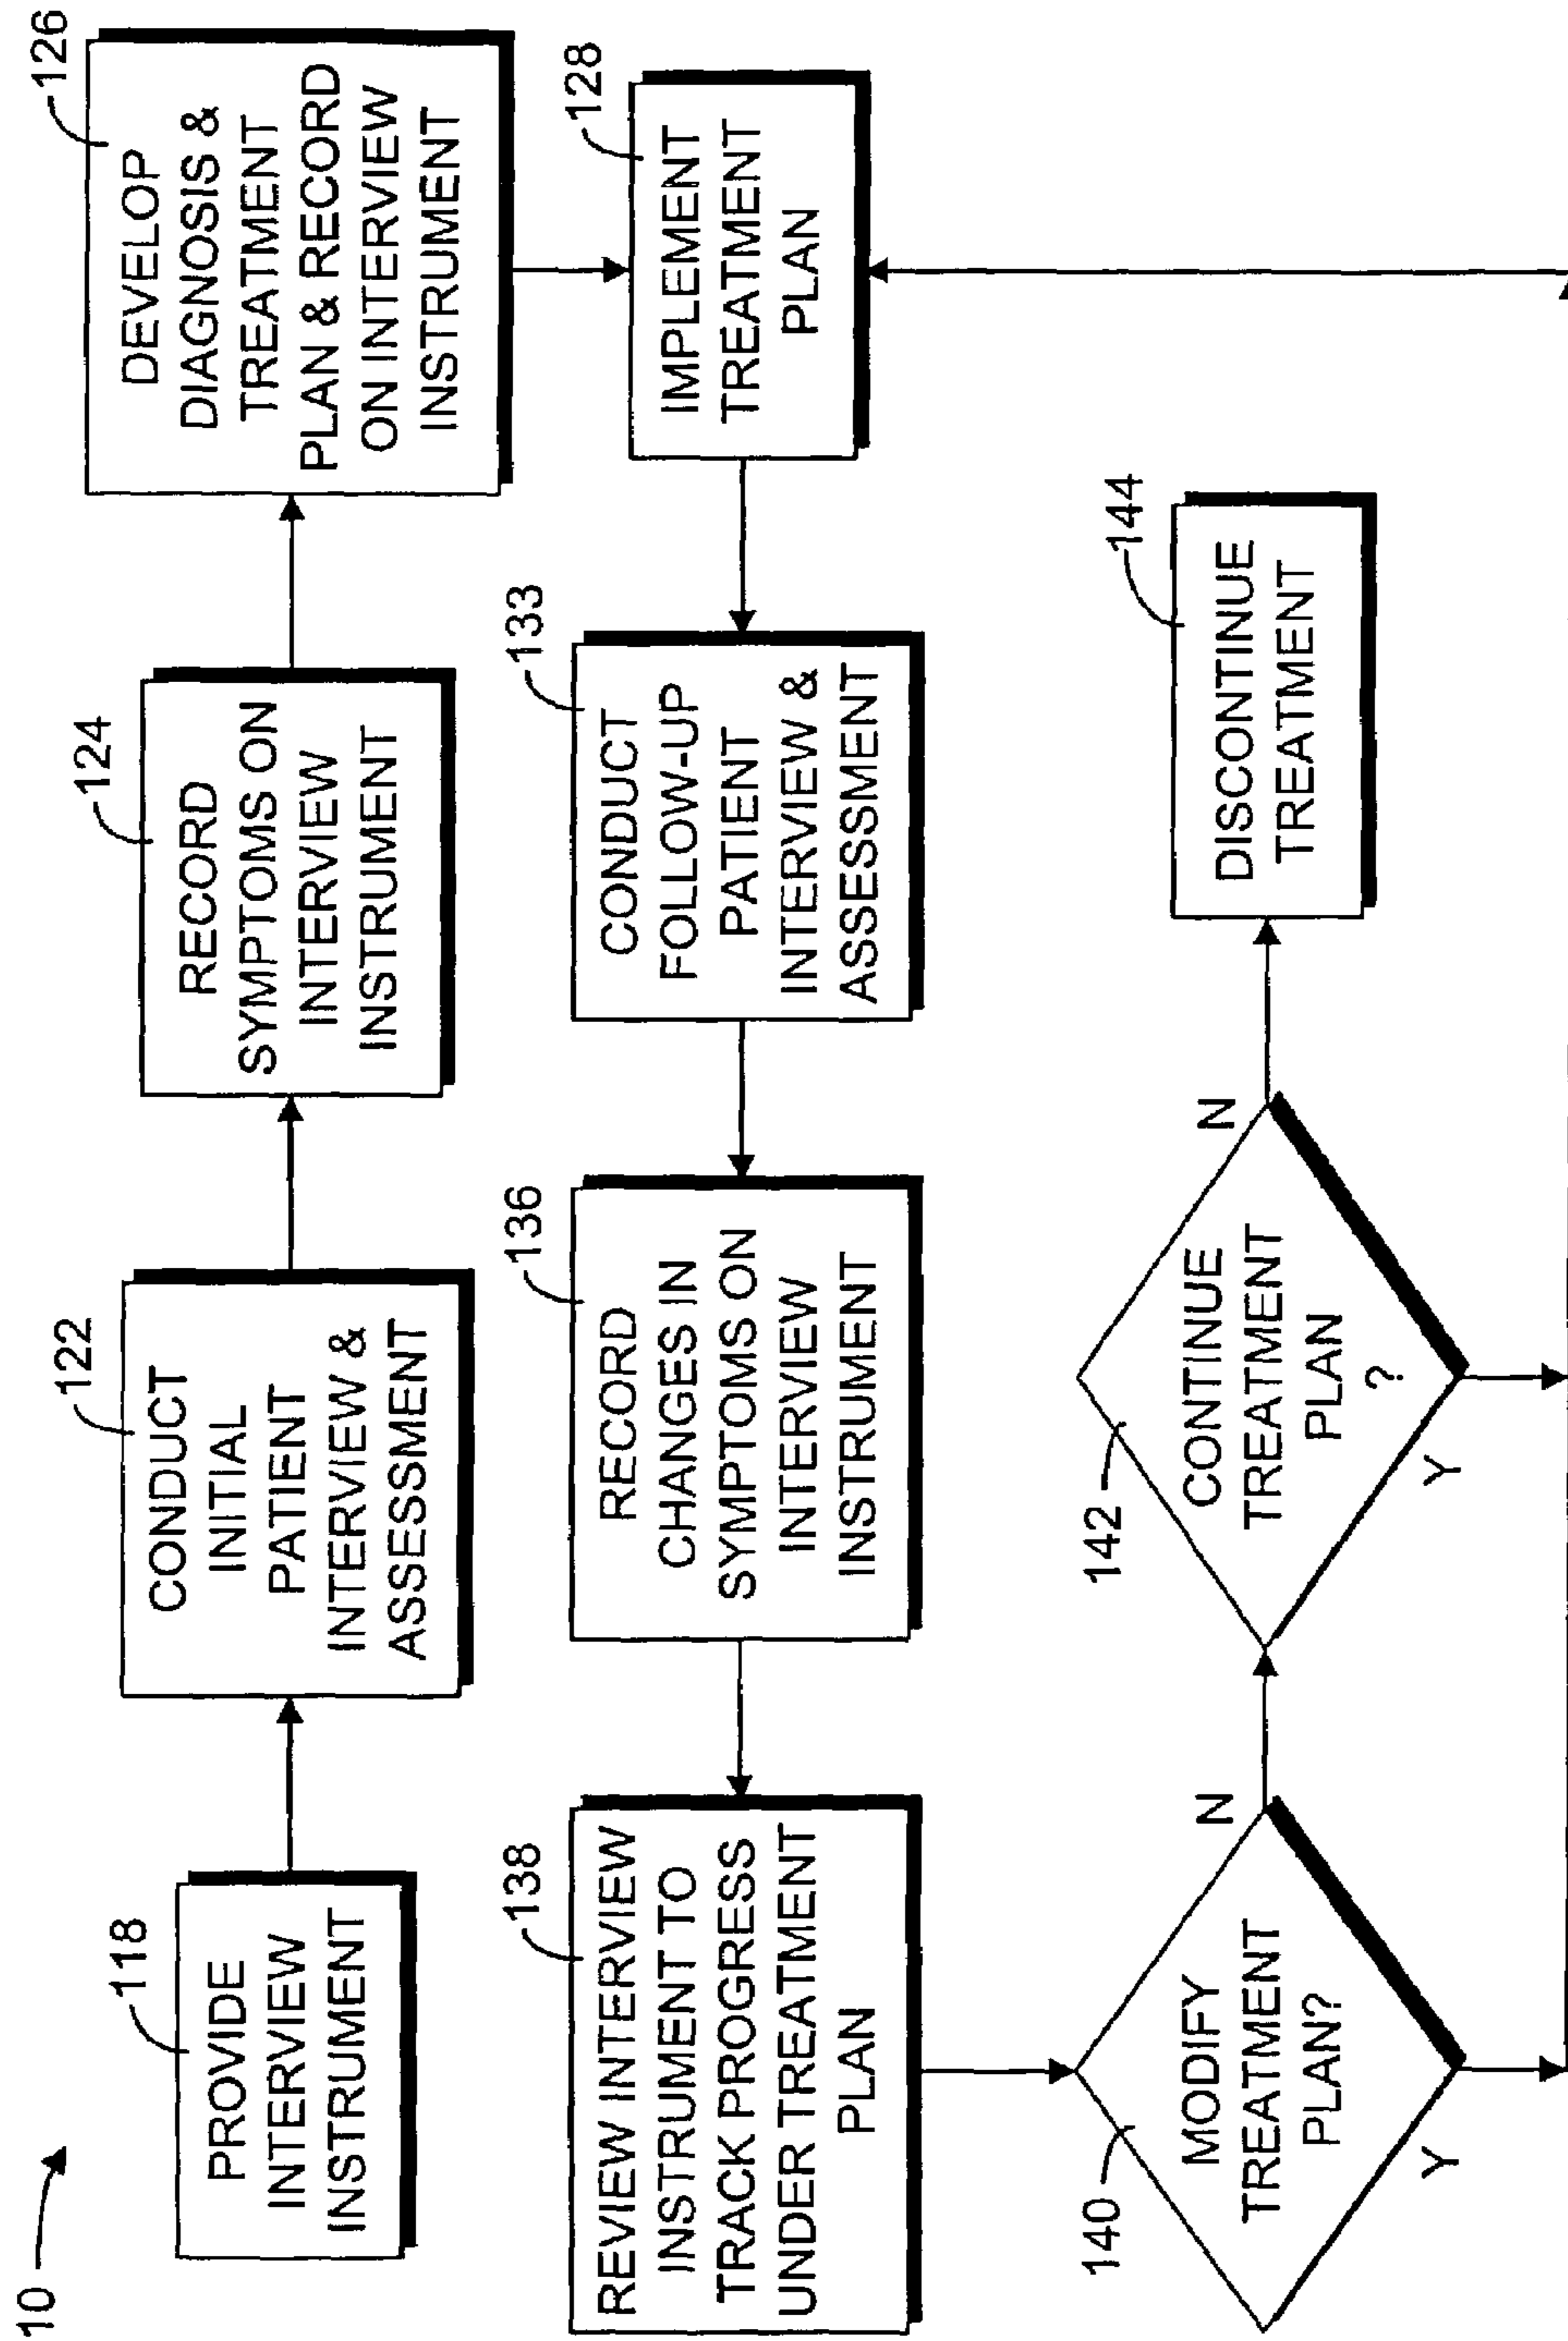 10
118
PROVIDE
INTERVIEW
INSTRUMENT
122
CONDUCT
INITIAL
PATIENT
INTERVIEW &
ASSESSMENT
124
RECORD
SYMPTOMS ON
INTERVIEW
INSTRUMENT
126
DEVELOP
DIAGNOSIS &
TREATMENT
PLAN & RECORD
ON INTERVIEW
INSTRUMENT
128
IMPLEMENT
TREATMENT
PLAN
133
CONDUCT
FOLLOW-UP
PATIENT
INTERVIEW &
ASSESSMENT
136
RECORD
CHANGES IN
SYMPTOMS ON
INTERVIEW
INSTRUMENT
138
REVIEW INTERVIEW
INSTRUMENT TO
TRACK PROGRESS
UNDER TREATMENT
PLAN
140
MODIFY
TREATMENT
PLAN?
N
Y
142
CONTINUE
TREATMENT
PLAN
?
N
Y
144
DISCONTINUE
TREATMENT